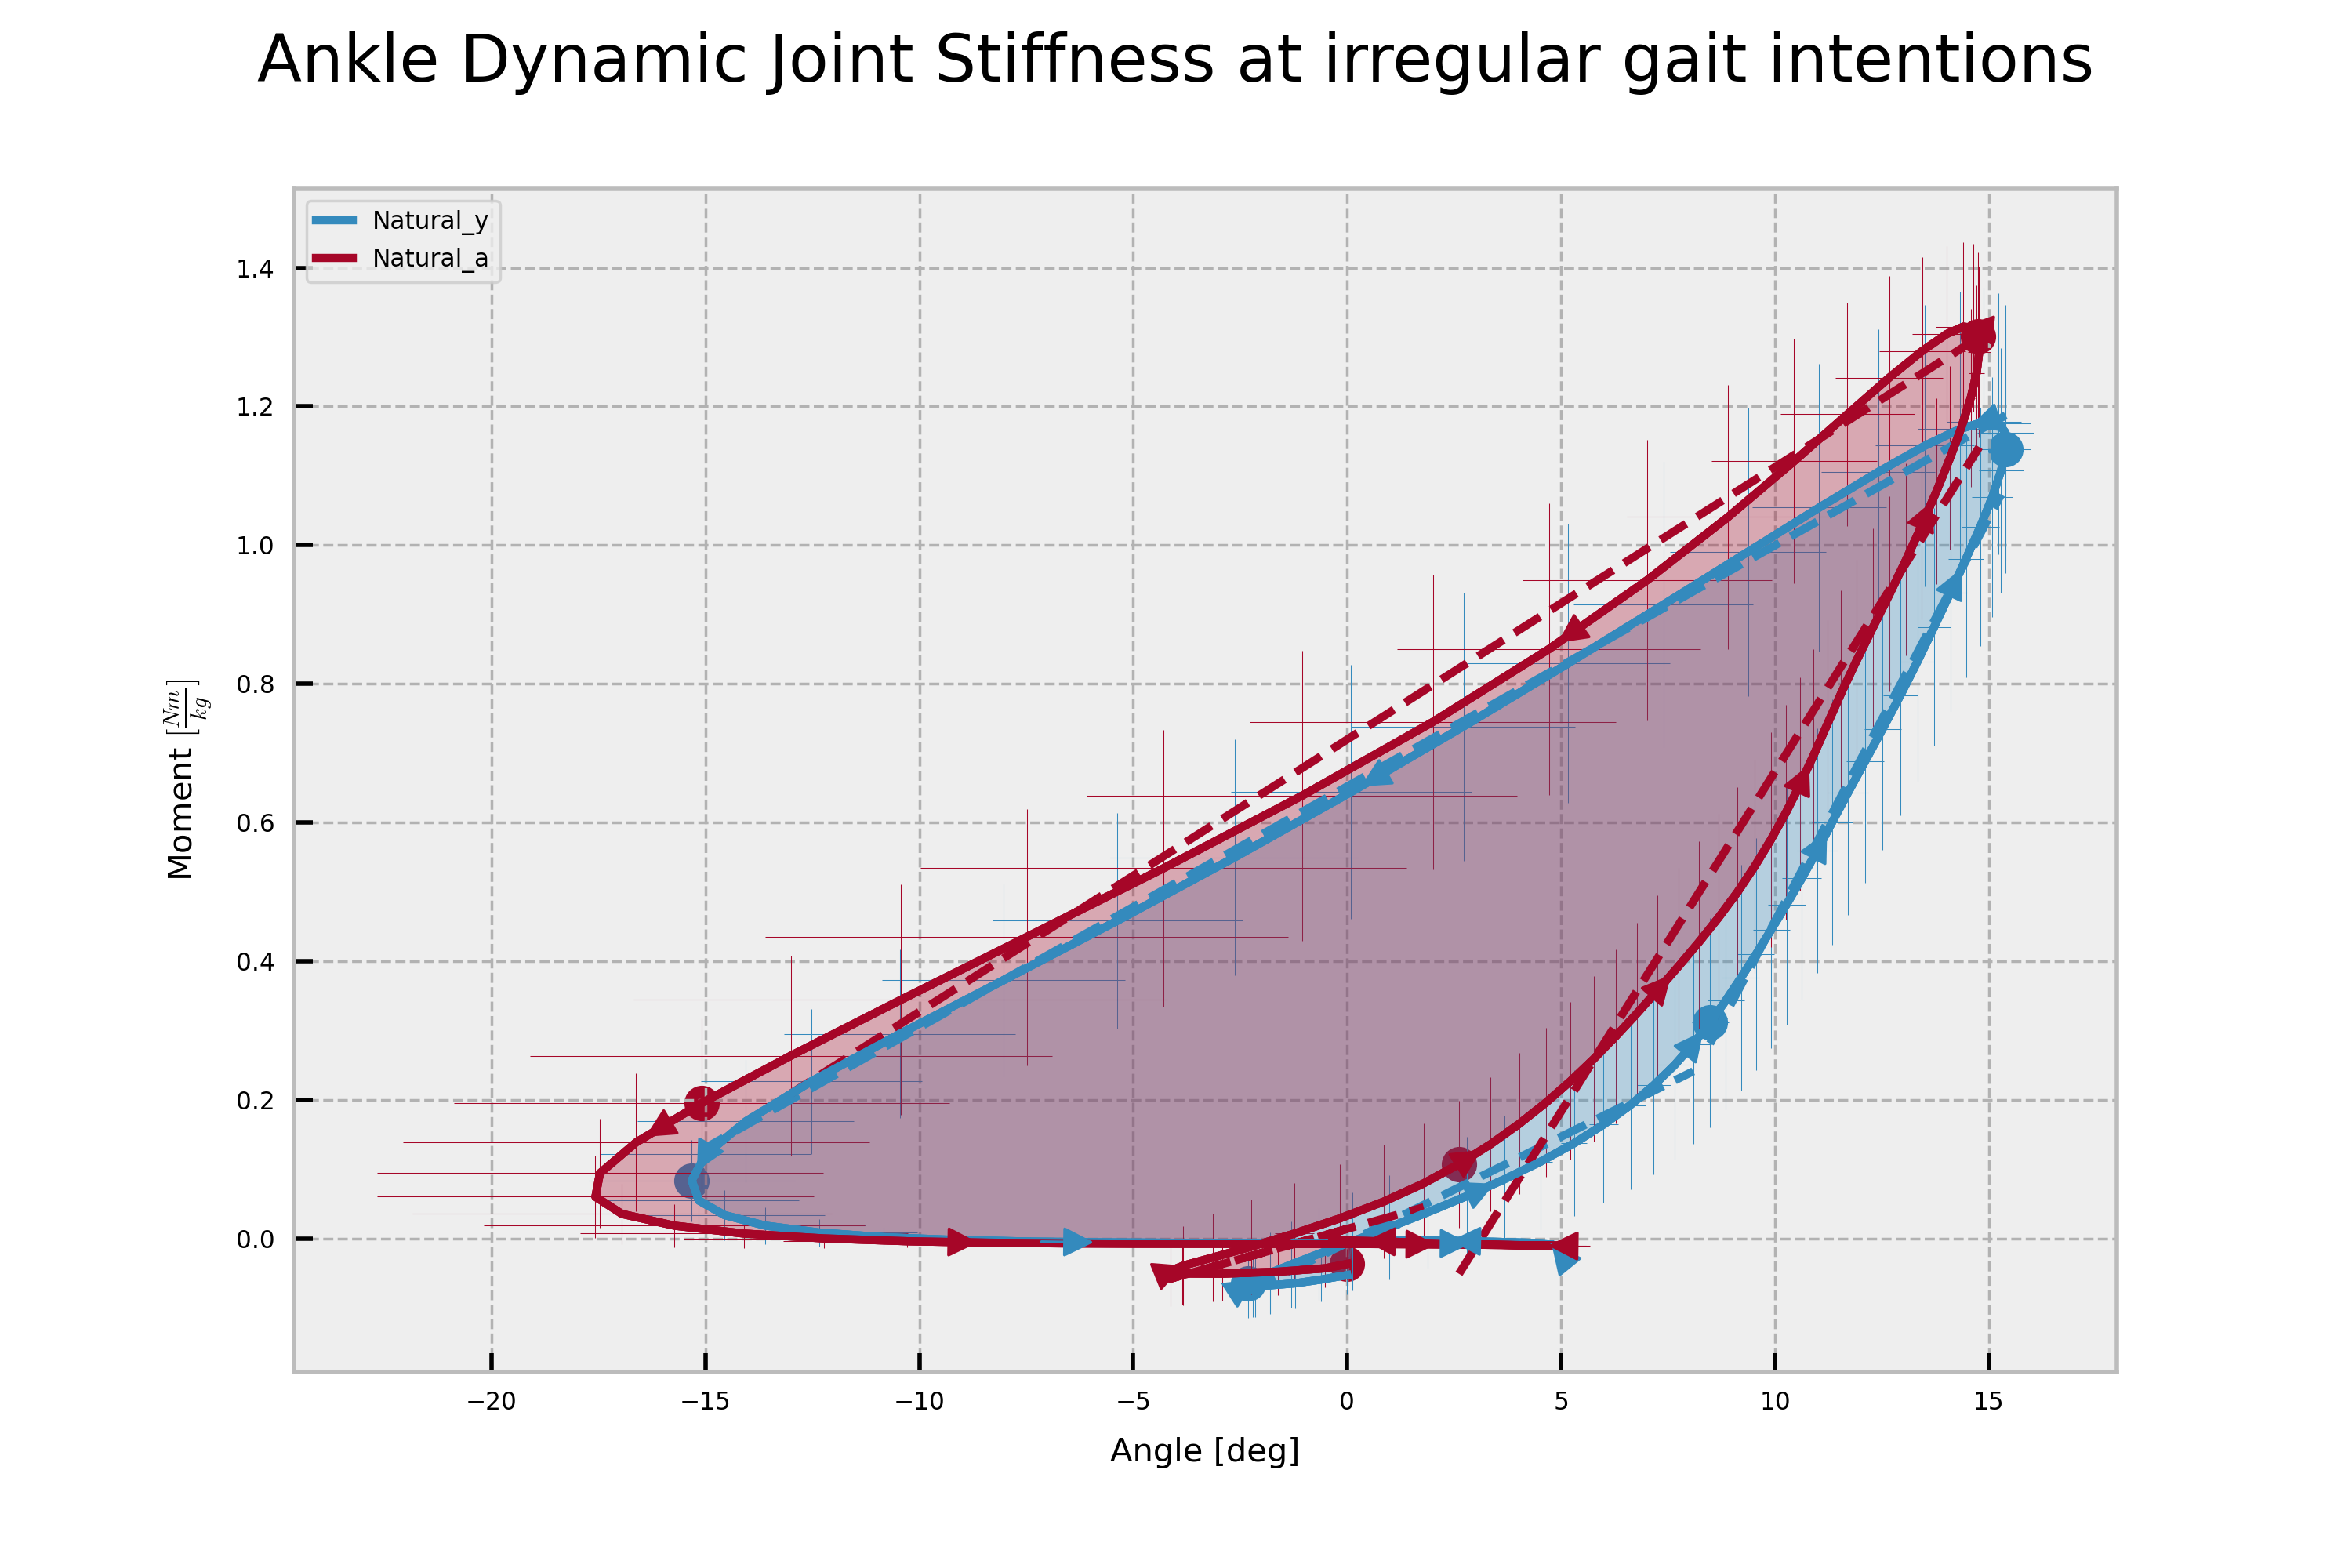 Ankle Dynamic Joint Stiffness at irregular gait intentions
Natural_y
Natural_a
1.4
1.2
1.0
0.8
0.6
0.4
0.2
0.0
Moment [Nm/kg]
−20 −15 −10 −5 0 5 10 15
Angle [deg]